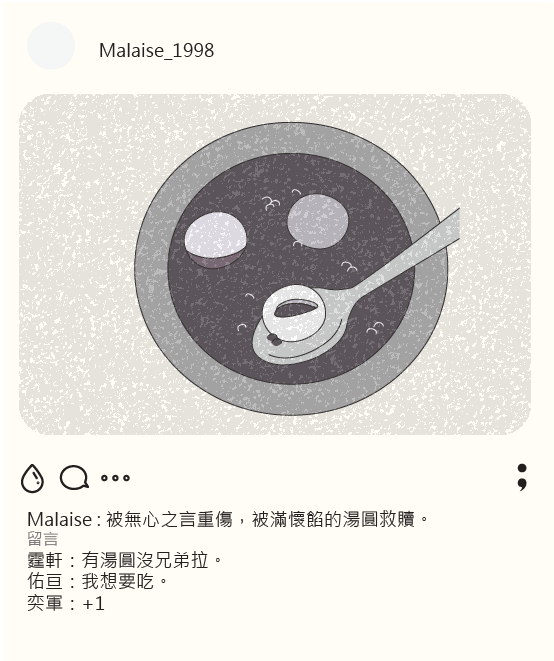 Malaise_1998
Malaise : 被無心之言重傷，被滿懷餡的湯圓救贖。
留言
霆軒：有湯圓沒兄弟拉。
佑亘：我想要吃。
奕軍：+1